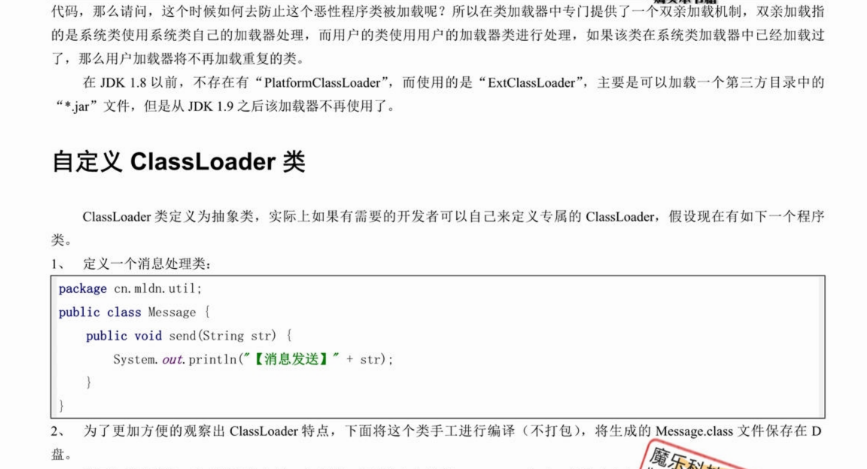 代码，那么请问，这个时候如何去防止这个恶性程序类被加载呢？所以在类加载器中专门提供了一个双亲加载机制，双亲加载指
的是系统类使用系统类自己的加载器处理，而用户的类使用用户的加载器类进行处理，如果该类在系统类加载器中已经加载过
了，那么用户加载器将不再加载重复的类。
在 JDK 1.8 以前，不存在有“PlatformClassLoader”，而使用的是“ExtClassLoader”，主要是可以加载一个第三方目录中的
“*.jar”文件，但是从 JDK 1.9 之后该加载器不再使用了。
自定义 ClassLoader 类
ClassLoader 类定义为抽象类，实际上如果有需要的开发者可以自己来定义专属的 ClassLoader，假设现在有如下一个程序
类。
1、 定义一个消息处理类：
package cn.mldn.util;
public class Message {
public void send(String str) {
System.out.println("【消息发送】" + str);
}
}
2、 为了更加方便的观察出 ClassLoader 特点，下面将这个类手工进行编译（不打包），将生成的 Message.class 文件保存在 D
盘。
魔乐科技